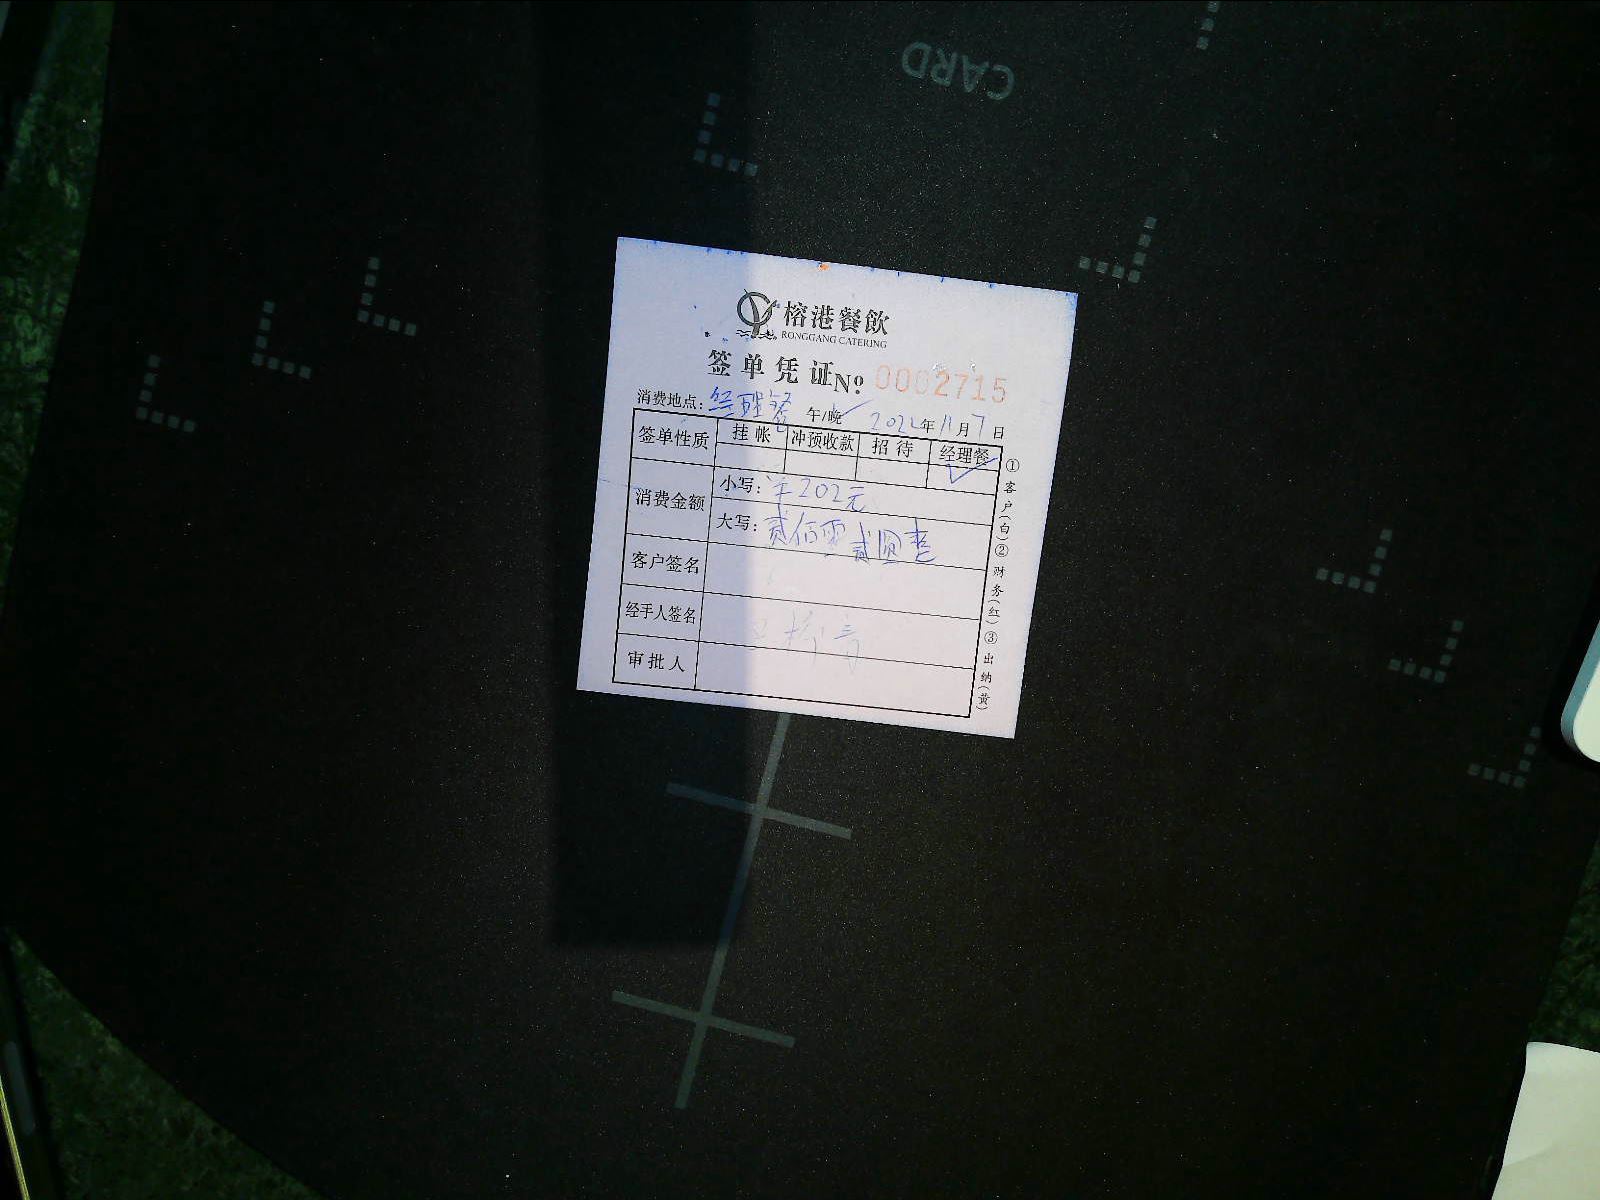 CARD
榕港餐飲
RONGGANG CATERING
签单凭证 №: 0002715
消费地点: 经理餐 午/晚✓ 2022年11月7日
签单性质 挂帐 冲预收款 招待 经理餐 ✓
消费金额 小写: ¥202元
大写: 贰佰零贰圆整
客户签名
经手人签名
审批人
①客户(白)②财务(红)③出纳(黄)